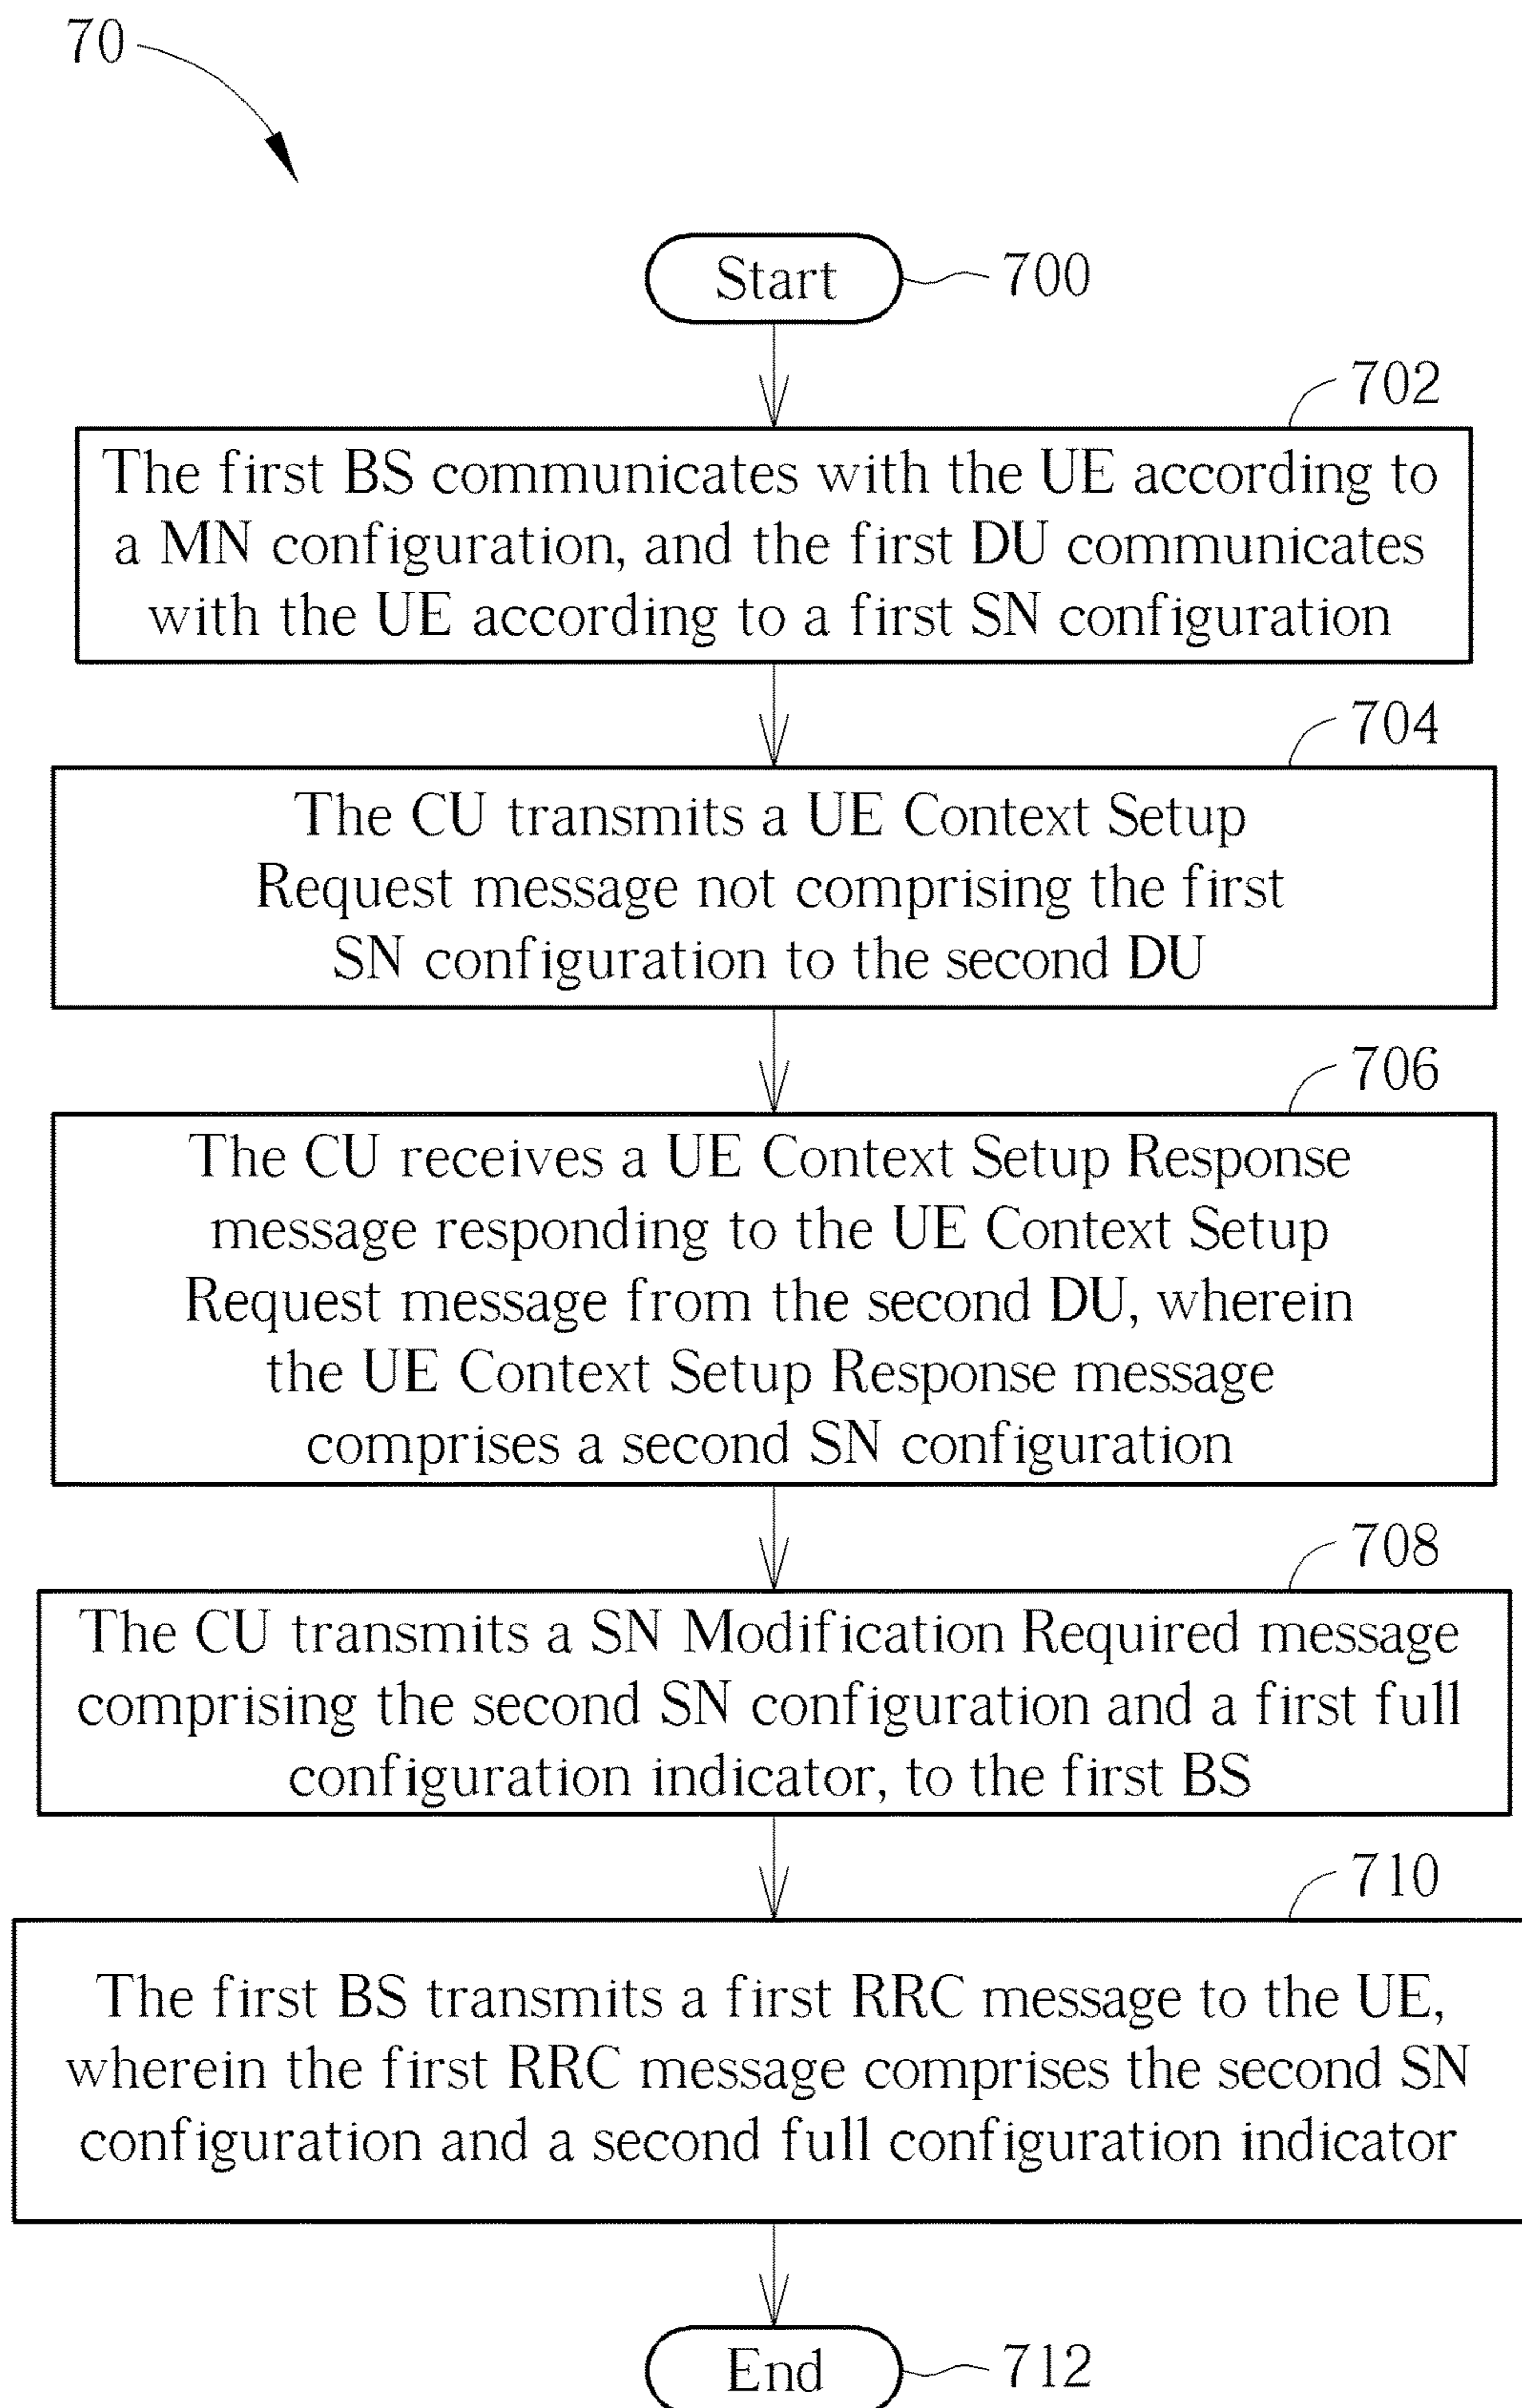 70
Start
700
702
The first BS communicates with the UE according to
a MN configuration, and the first DU communicates
with the UE according to a first SN configuration
704
The CU transmits a UE Context Setup
Request message not comprising the first
SN configuration to the second DU
706
The CU receives a UE Context Setup Response
message responding to the UE Context Setup
Request message from the second DU, wherein
the UE Context Setup Response message
comprises a second SN configuration
708
The CU transmits a SN Modification Required message
comprising the second SN configuration and a first full
configuration indicator, to the first BS
710
The first BS transmits a first RRC message to the UE,
wherein the first RRC message comprises the second SN
configuration and a second full configuration indicator
End
712